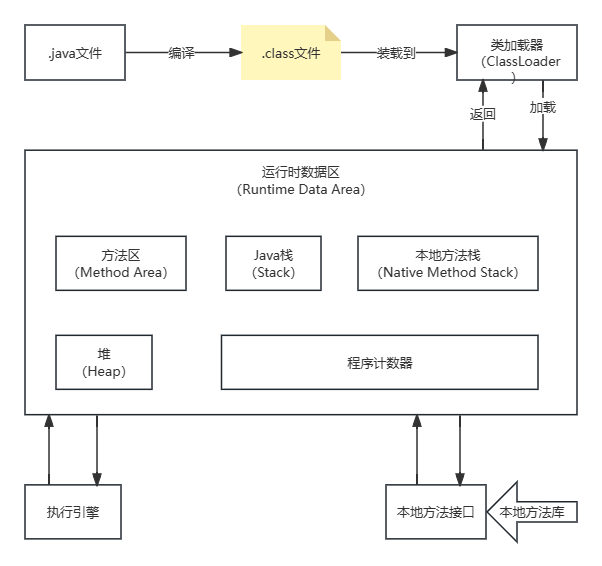 .java文件
编译
.class文件
装载到
类加载器
（ClassLoader
）
返回
加载
运行时数据区
（Runtime Data Area）
方法区
（Method Area）
Java栈
（Stack）
本地方法栈
（Native Method Stack）
堆
（Heap）
程序计数器
执行引擎
本地方法接口
本地方法库